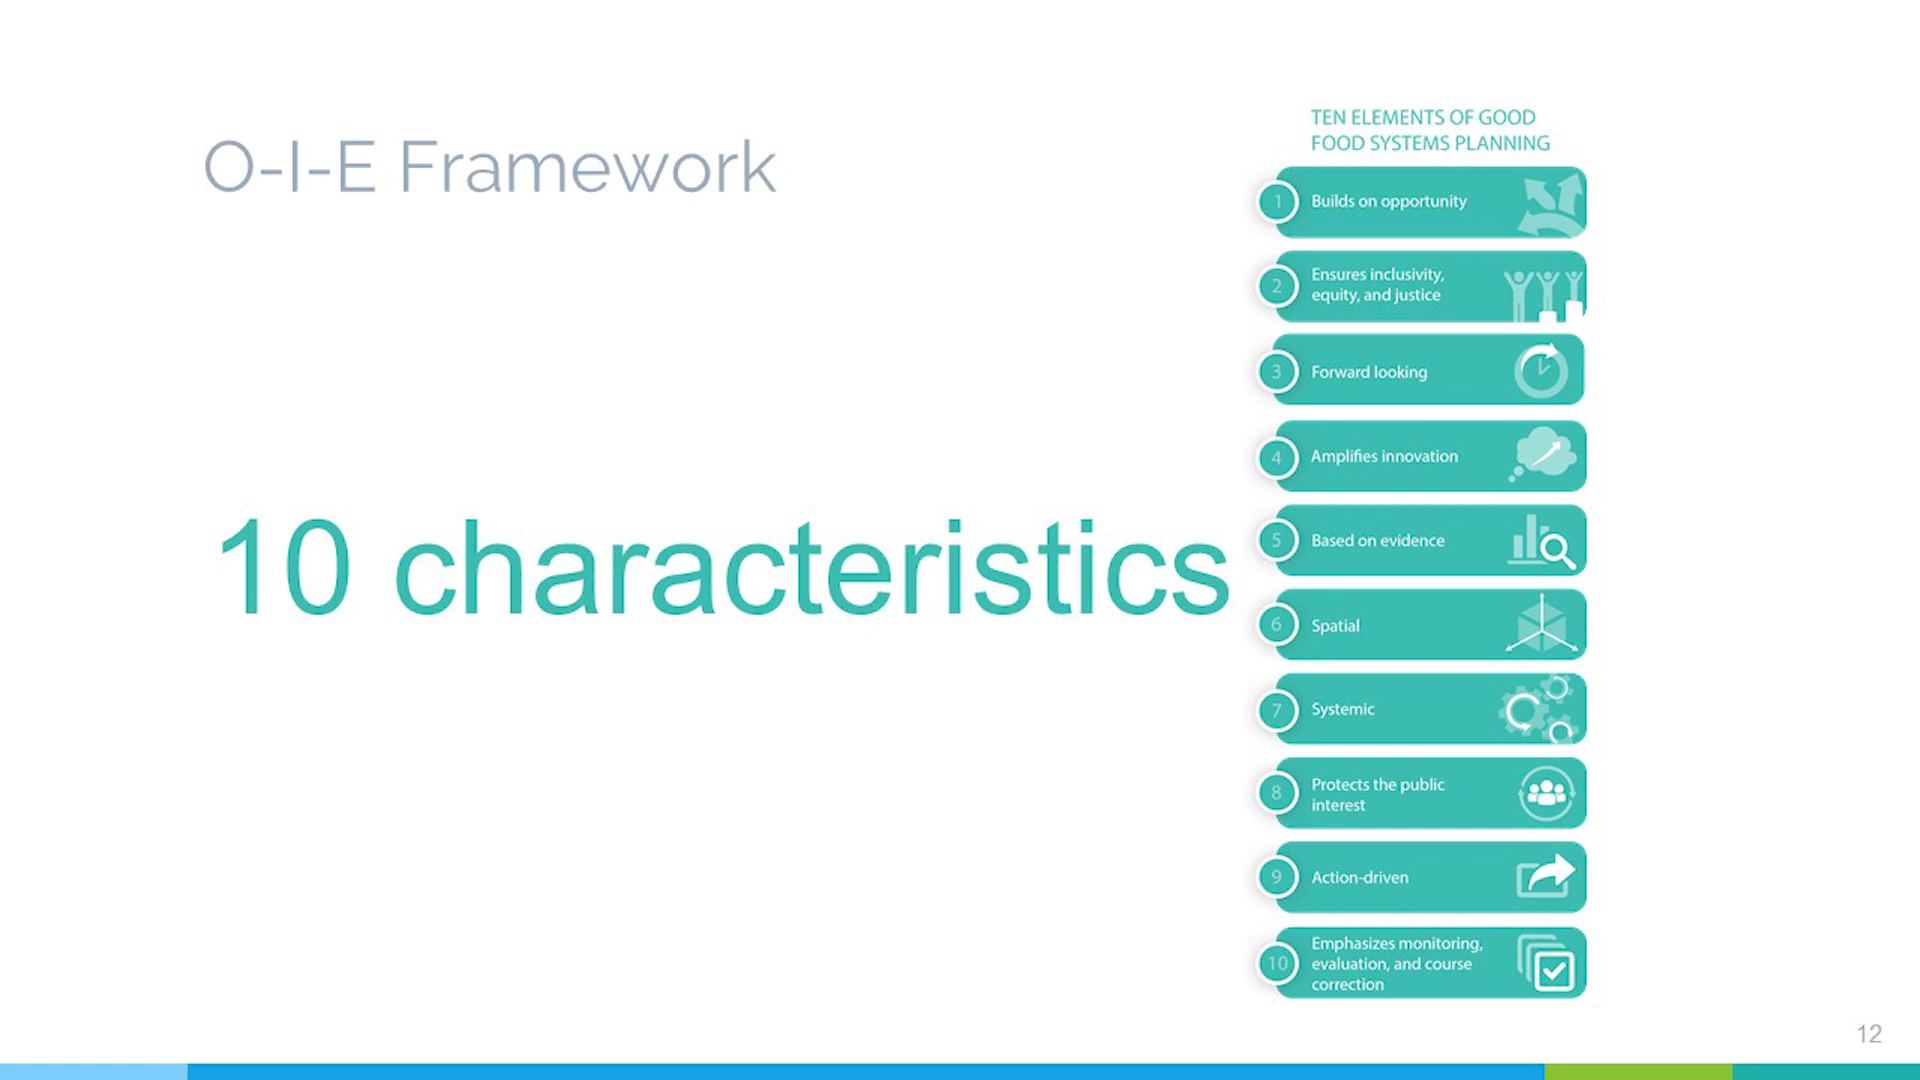 O-I-E Framework
10 characteristics
TEN ELEMENTS OF GOOD
FOOD SYSTEMS PLANNING
1 Builds on opportunity
2 Ensures inclusivity,
equity, and justice
3 Forward looking
4 Amplifies innovation
5 Based on evidence
6 Spatial
7 Systemic
8 Protects the public
interest
9 Action-driven
10 Emphasizes monitoring,
evaluation, and course
correction
12